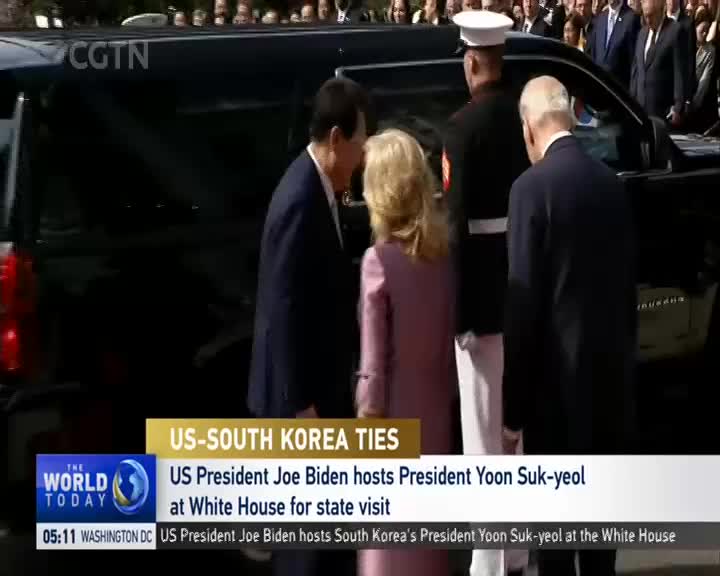 CGTN
US-SOUTH KOREA TIES
US President Joe Biden hosts President Yoon Suk-yeol
at White House for state visit
THE
WORLD
TODAY
05:11 WASHINGTON DC
US President Joe Biden hosts South Korea's President Yoon Suk-yeol at the White House